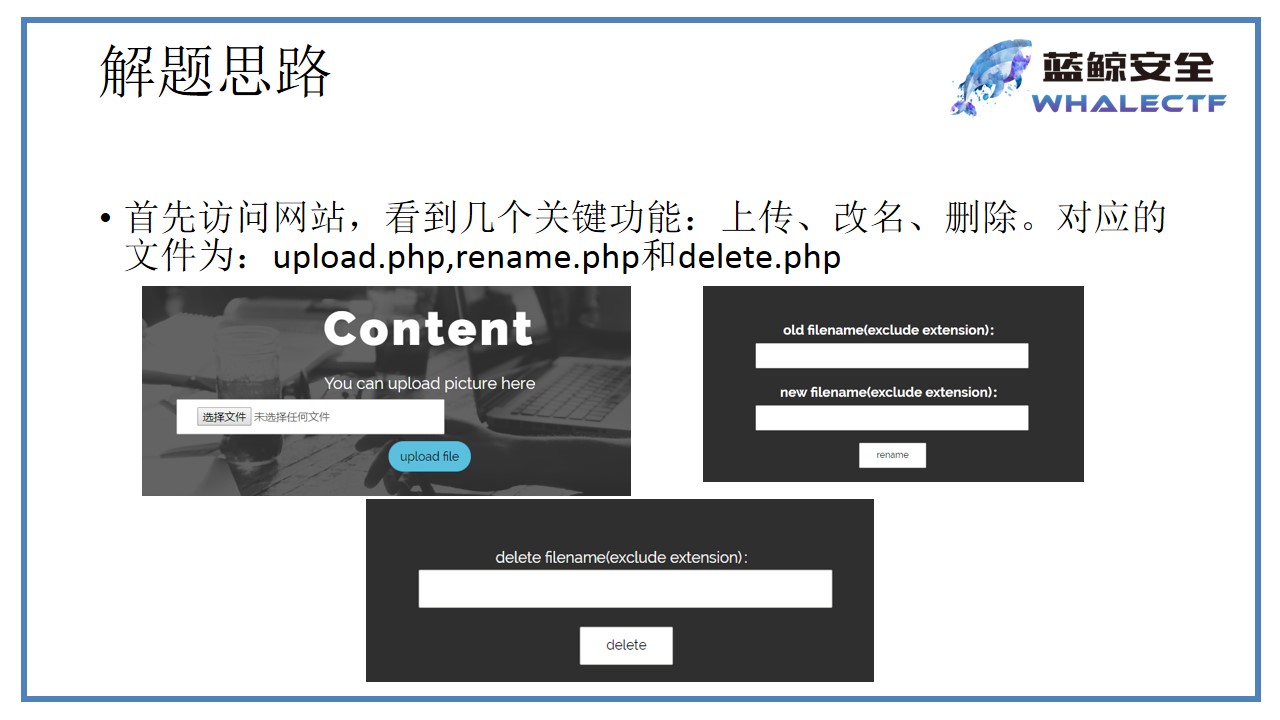 解题思路
蓝鲸安全
WHALECTF
• 首先访问网站，看到几个关键功能：上传、改名、删除。对应的
文件为：upload.php,rename.php和delete.php
Content
You can upload picture here
选择文件 未选择任何文件
upload file
old filename(exclude extension):
new filename(exclude extension):
rename
delete filename(exclude extension):
delete